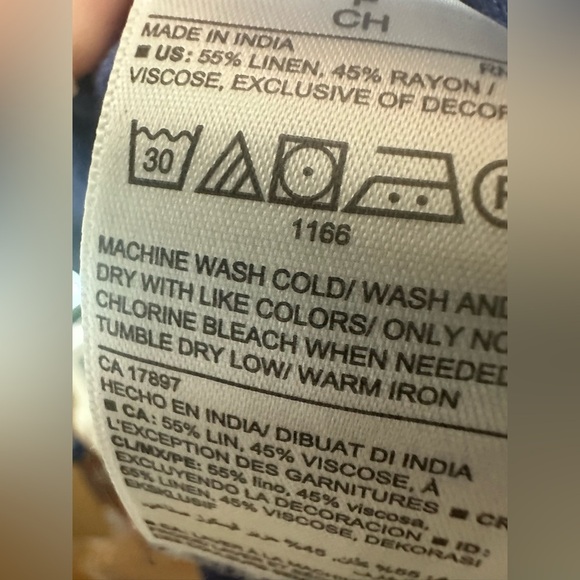 CH
MADE IN INDIA
■ US: 55% LINEN, 45% RAYON /
VISCOSE, EXCLUSIVE OF DECOR
30
1166
MACHINE WASH COLD/ WASH AND
DRY WITH LIKE COLORS/ ONLY NO
CHLORINE BLEACH WHEN NEEDED
TUMBLE DRY LOW/ WARM IRON
CA 17897
HECHO EN INDIA/ DIBUAT DI INDIA
■ CA: 55% LIN, 45% VISCOSE, À
L'EXCEPTION DES GARNITURES ■ CR
CL/MX/PE: 55% lino, 45% viscosa,
EXCLUYENDO LA DECORACION ■ ID:
55% LINEN, 45% VISCOSE, DEKORASI